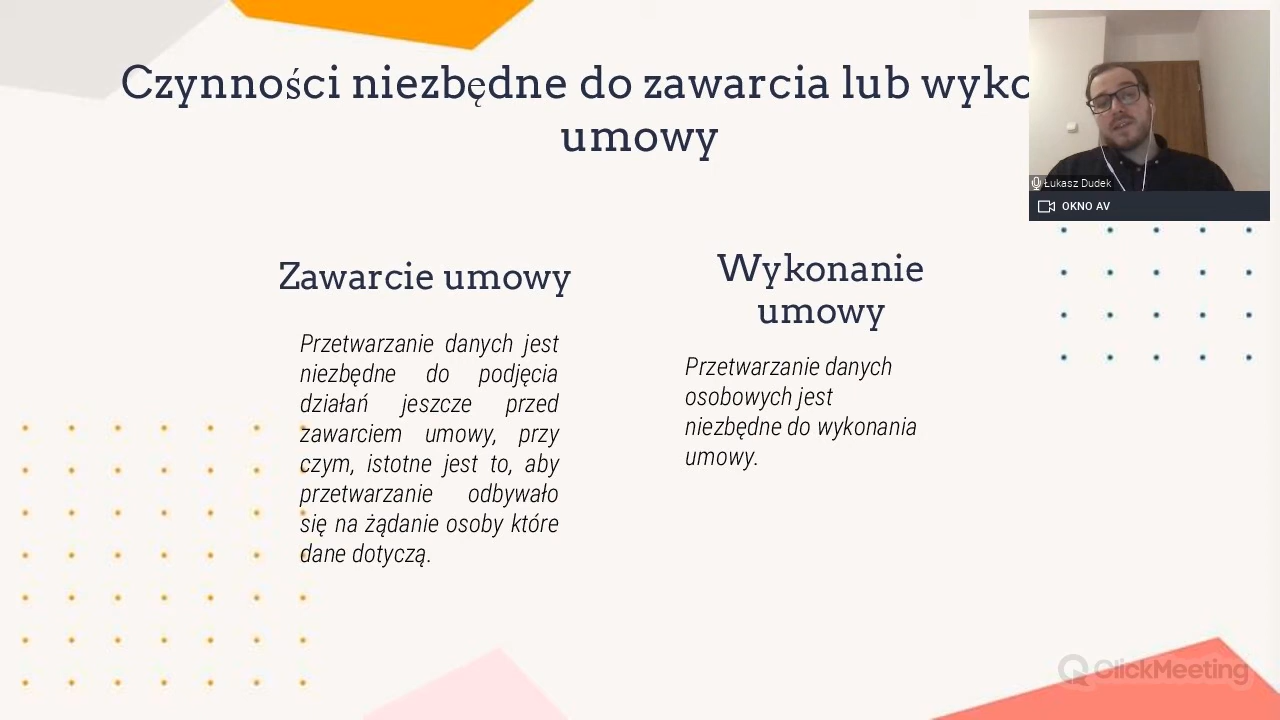 Czynności niezbędne do zawarcia lub wyko
umowy
Łukasz Dudek
OKNO AV
Zawarcie umowy
Przetwarzanie danych jest
niezbędne do podjęcia
działań jeszcze przed
zawarciem umowy, przy
czym, istotne jest to, aby
przetwarzanie odbywało
się na żądanie osoby które
dane dotyczą.
Wykonanie
umowy
Przetwarzanie danych
osobowych jest
niezbędne do wykonania
umowy.
ClickMeeting